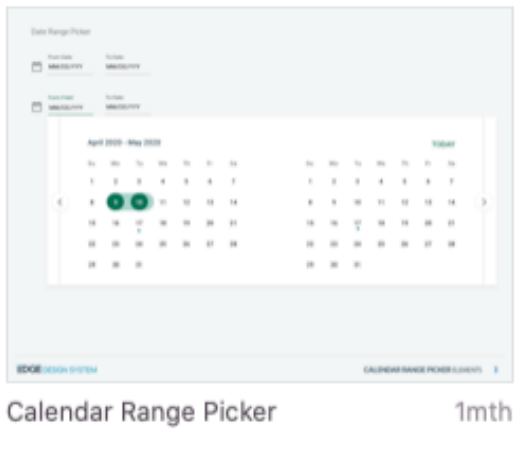 Date Range Picker
From Date To Date
MM/DD/YYY MM/DD/YYY
From Date To Date
MM/DD/YYY MM/DD/YYY
April 2020 - May 2020 TODAY
Su Mo Tu We Th Fr Sa Su Mo Tu We Th Fr Sa
1 2 3 4 5 6 7 1 2 3 4 5 6 7
8 9 10 11 12 13 14 8 9 10 11 12 13 14
15 16 17 18 19 20 21 15 16 17 18 19 20 21
22 23 24 25 26 27 28 22 23 24 25 26 27 28
29 30 31 29 30 31
EDGE DESIGN SYSTEM CALENDAR RANGE PICKER ELEMENTS
Calendar Range Picker 1mth